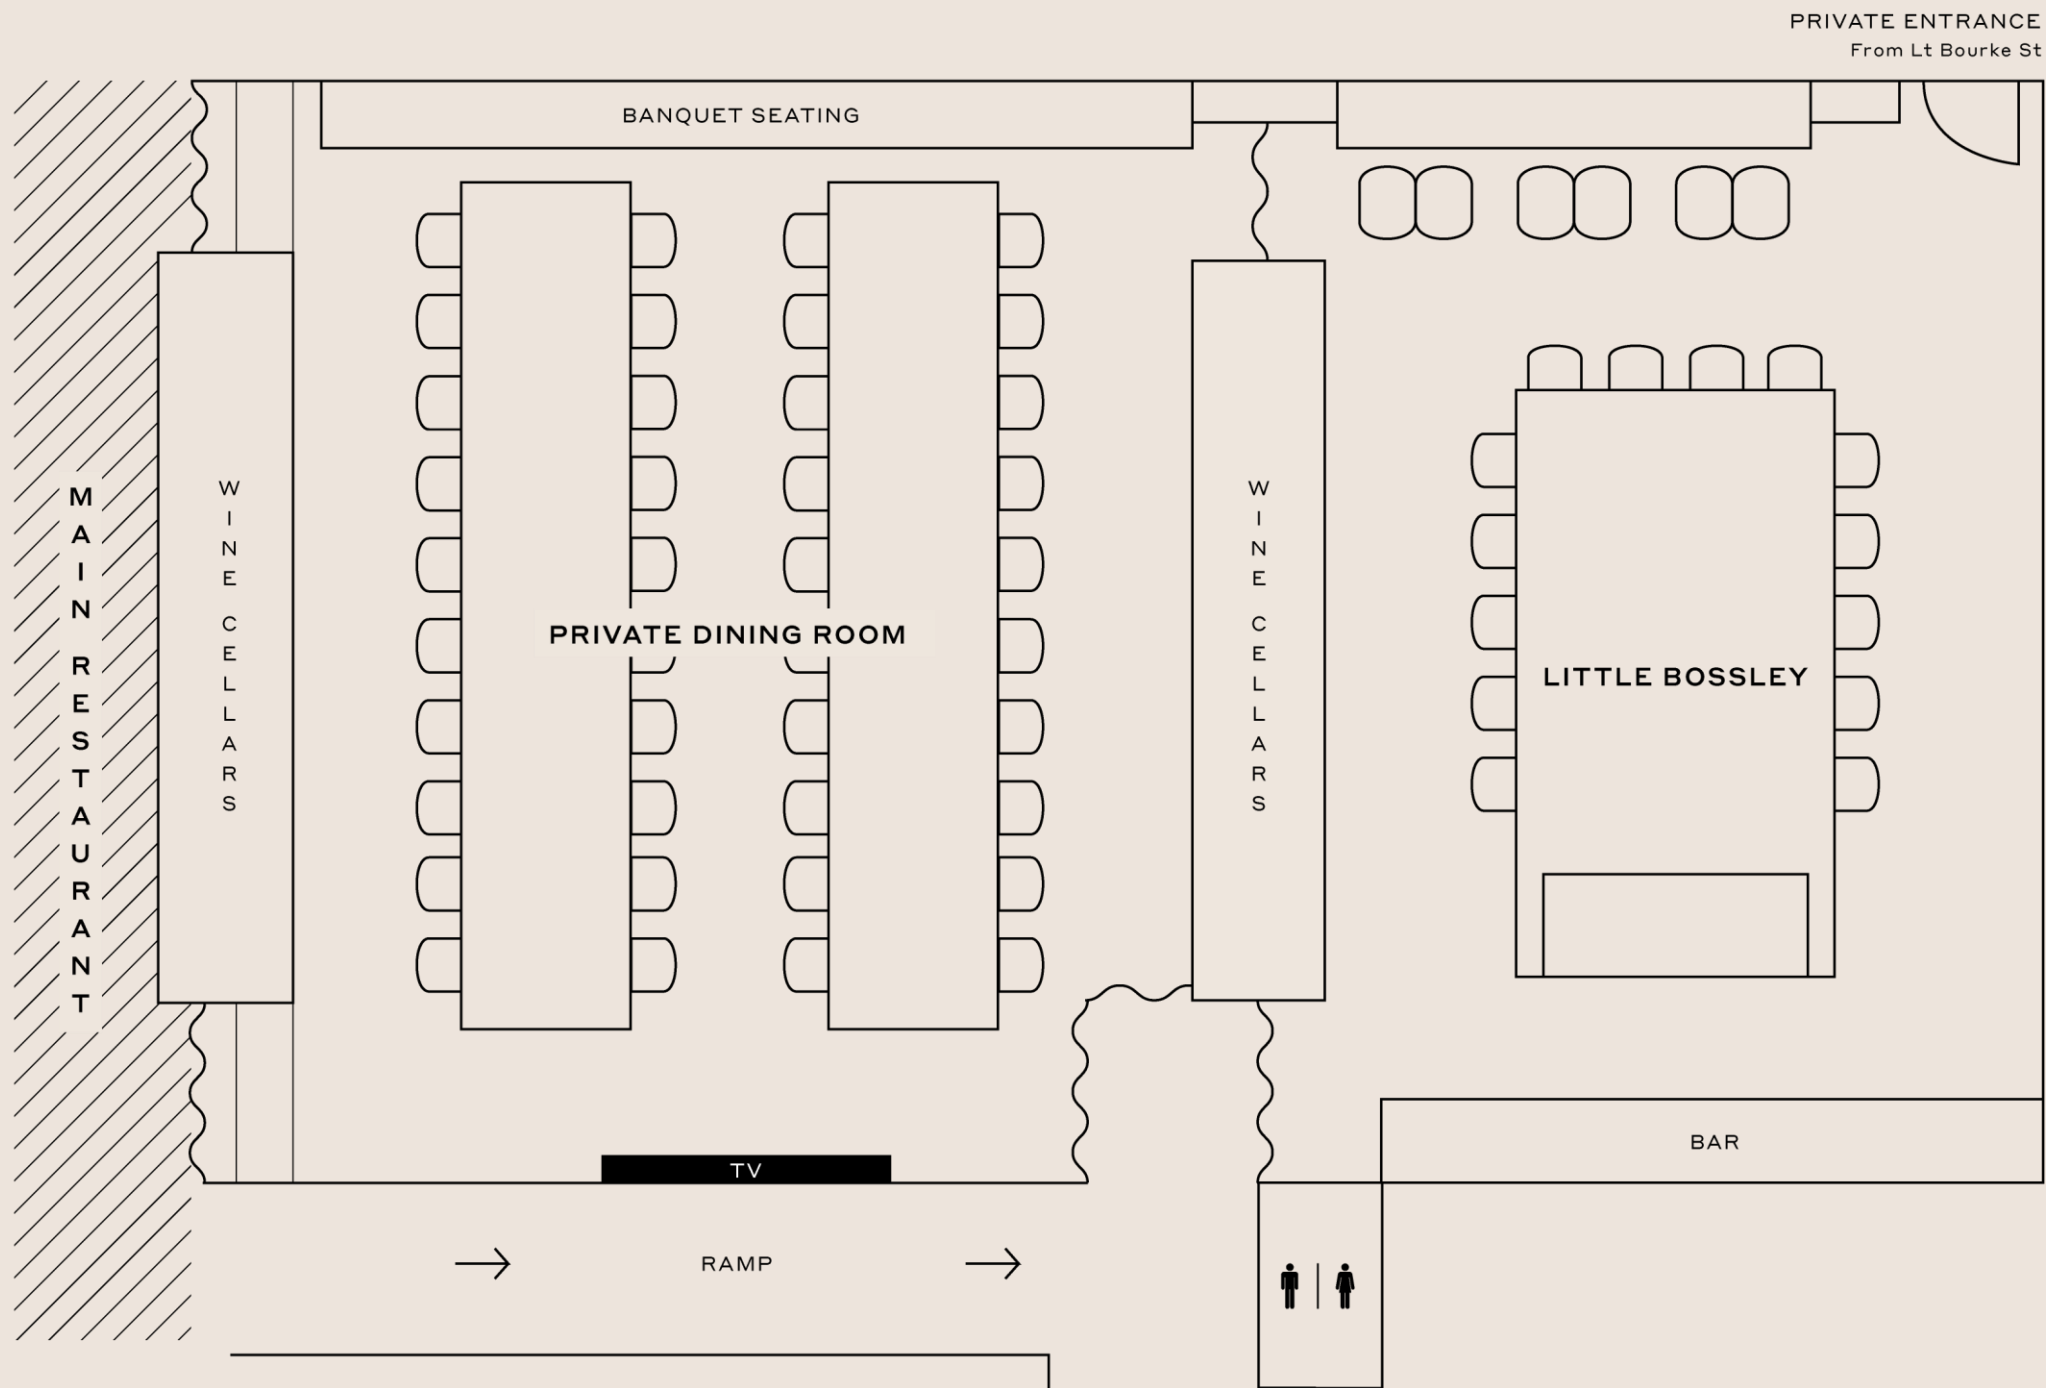 PRIVATE ENTRANCE
From Lt Bourke St
BANQUET SEATING
MAIN RESTAURANT
WINE CELLARS
PRIVATE DINING ROOM
WINE CELLARS
LITTLE BOSSLEY
BAR
TV
RAMP